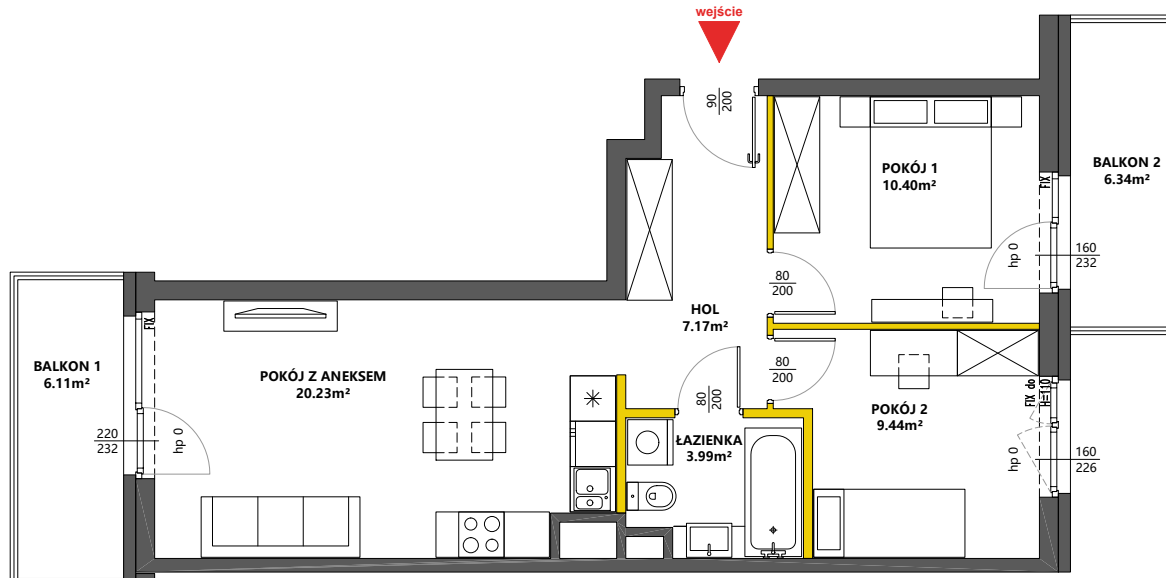 wejście
90
200
POKÓJ 1
10.40m²
BALKON 2
6.34m²
FIX
hp 0
160
232
80
200
HOL
7.17m²
BALKON 1
6.11m²
FIX
POKÓJ Z ANEKSEM
20.23m²
80
200
80
200
FIX do
H=110
POKÓJ 2
9.44m²
220
232
hp 0
ŁAZIENKA
3.99m²
hp 0
160
226